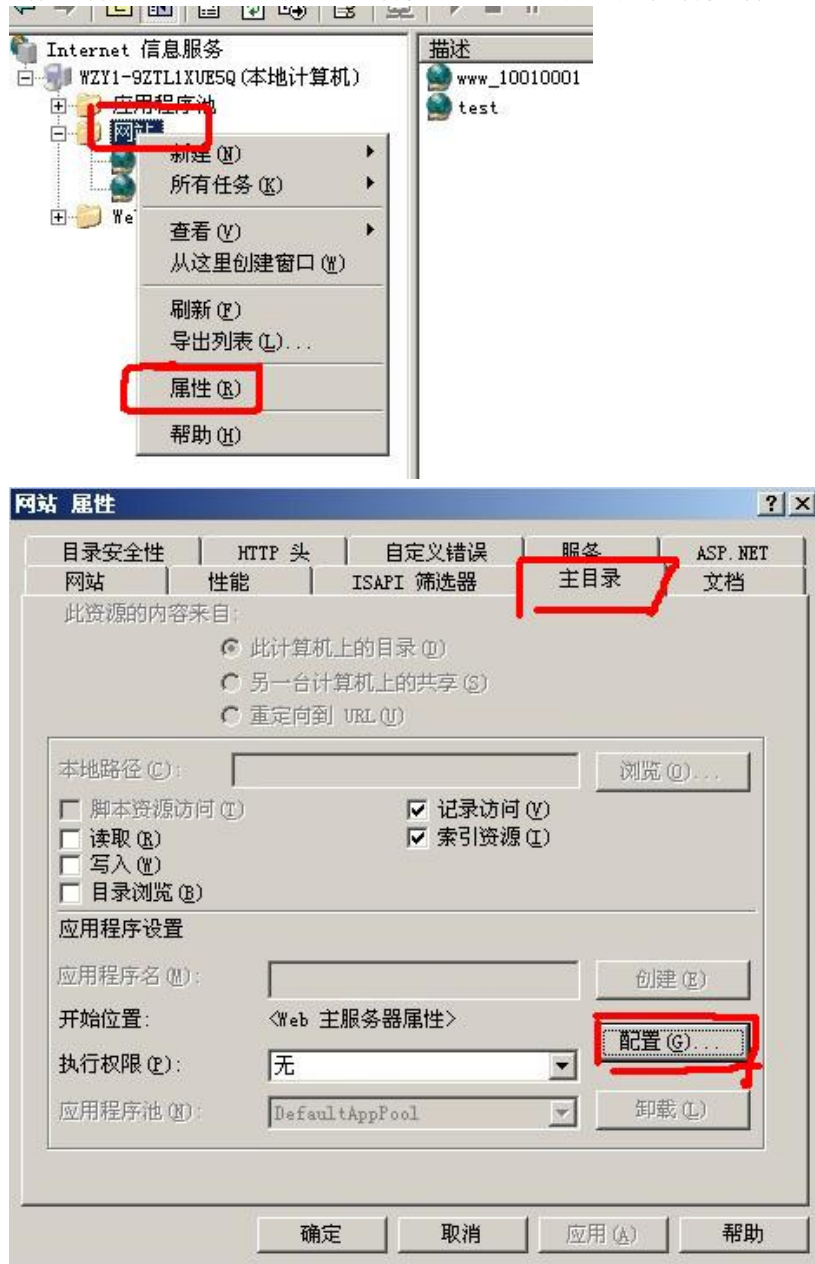 Internet 信息服务
WZY1-9ZTL1XUE5Q(本地计算机)
应用程序池
网站
We
描述
www_10010001
test
新建(N)
所有任务(K)
查看(V)
从这里创建窗口(W)
刷新(F)
导出列表(L)...
属性(R)
帮助(H)
网站 属性
目录安全性 HTTP 头 自定义错误 服务 ASP.NET
网站 性能 ISAPI 筛选器 主目录 文档
此资源的内容来自:
此计算机上的目录(D)
另一台计算机上的共享(S)
重定向到 URL(U)
本地路径(C): 浏览(O)...
脚本资源访问(T) 记录访问(V)
读取(R) 索引资源(I)
写入(W)
目录浏览(B)
应用程序设置
应用程序名(M): 创建(E)
开始位置: <Web 主服务器属性> 配置(G)...
执行权限(P): 无
应用程序池(N): DefaultAppPool 卸载(L)
确定 取消 应用(A) 帮助